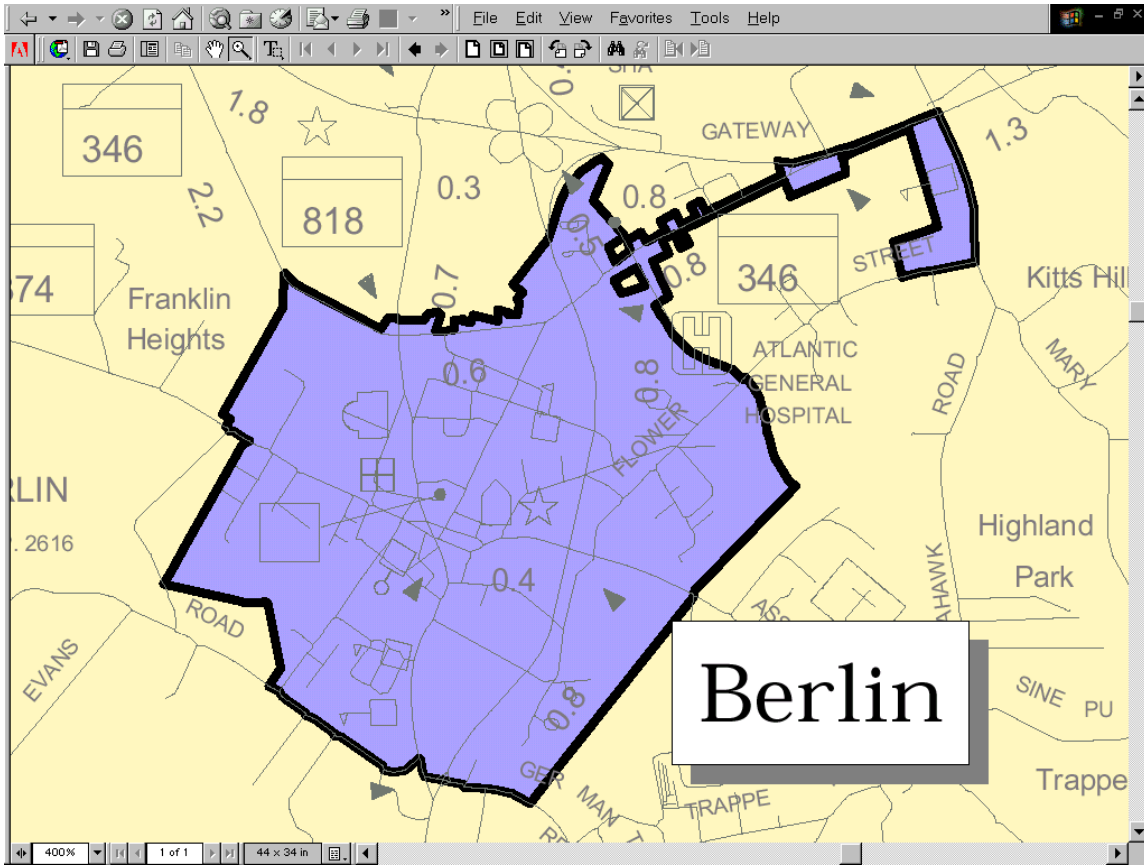 File Edit View Favorites Tools Help
GATEWAY
1.8
346
1.3
0.3
0.8
2.2
818
0.5
STREET
0.8
346
0.7
Kitts Hill
Franklin
Heights
ATLANTIC
GENERAL
HOSPITAL
MARY
ROAD
0.6
0.8
FLOWER
Highland
Park
2616
0.4
ROAD
EVANS
Berlin
SINE PU
0.8
GER MAN T
TRAPPE
Trappe
400%
1 of 1
44 x 34 in